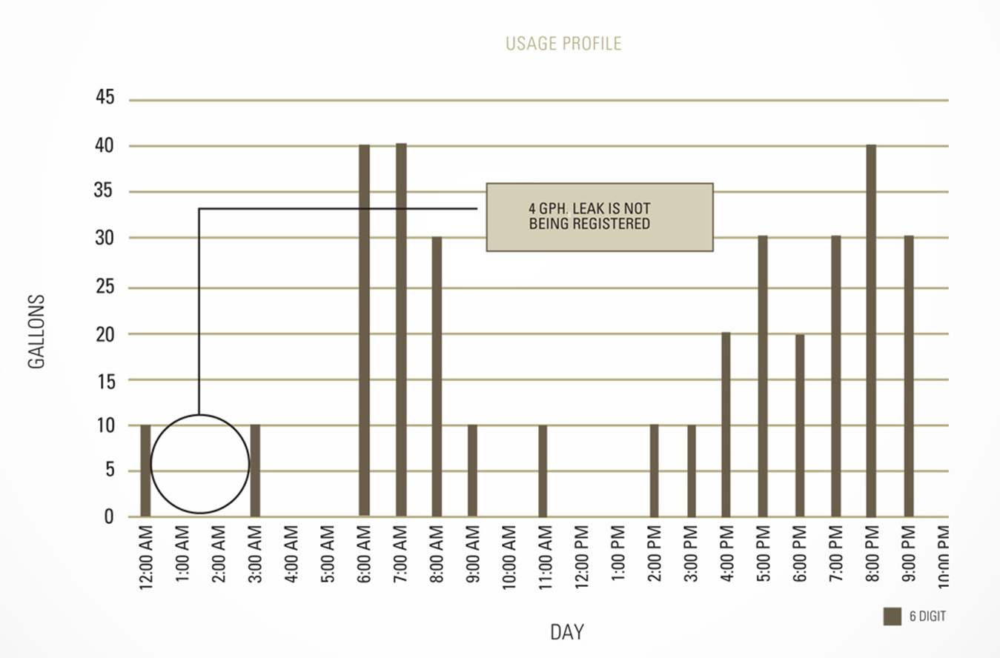 USAGE PROFILE
45
40
35
30
25
20
15
10
5
0
GALLONS
4 GPH. LEAK IS NOT
BEING REGISTERED
12:00 AM
1:00 AM
2:00 AM
3:00 AM
4:00 AM
5:00 AM
6:00 AM
7:00 AM
8:00 AM
9:00 AM
10:00 AM
11:00 AM
12:00 PM
1:00 PM
2:00 PM
3:00 PM
4:00 PM
5:00 PM
6:00 PM
7:00 PM
8:00 PM
9:00 PM
10:00 PM
DAY
6 DIGIT